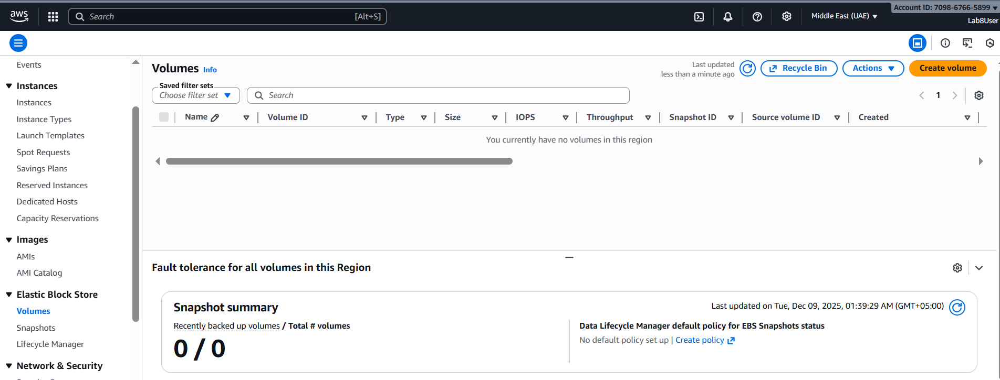 aws
Search [Alt+S]
Middle East (UAE)
Account ID: 7098-6766-5899
Lab8User
Events
Instances
Instances
Instance Types
Launch Templates
Spot Requests
Savings Plans
Reserved Instances
Dedicated Hosts
Capacity Reservations
Images
AMIs
AMI Catalog
Elastic Block Store
Volumes
Snapshots
Lifecycle Manager
Network & Security
Volumes Info
Last updated
less than a minute ago
Recycle Bin
Actions
Create volume
Saved filter sets
Choose filter set
Search
1
Name Volume ID Type Size IOPS Throughput Snapshot ID Source volume ID Created
You currently have no volumes in this region
Fault tolerance for all volumes in this Region
Snapshot summary
Last updated on Tue, Dec 09, 2025, 01:39:29 AM (GMT+05:00)
Recently backed up volumes / Total # volumes
0 / 0
Data Lifecycle Manager default policy for EBS Snapshots status
No default policy set up | Create policy